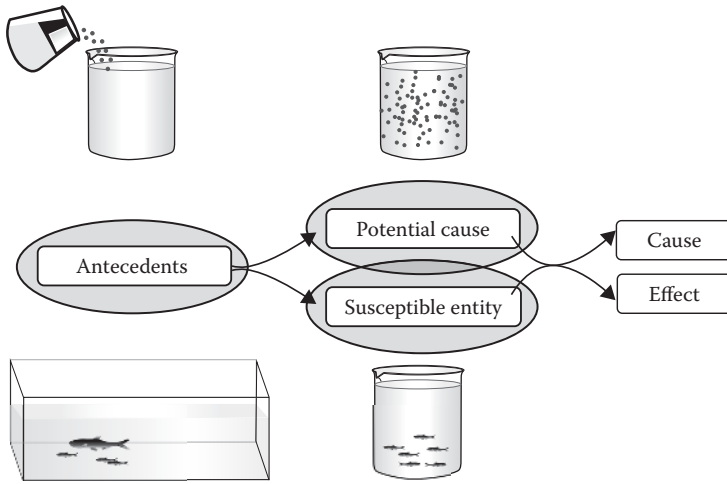 Potential cause
Cause
Antecedents
Effect
Susceptible entity